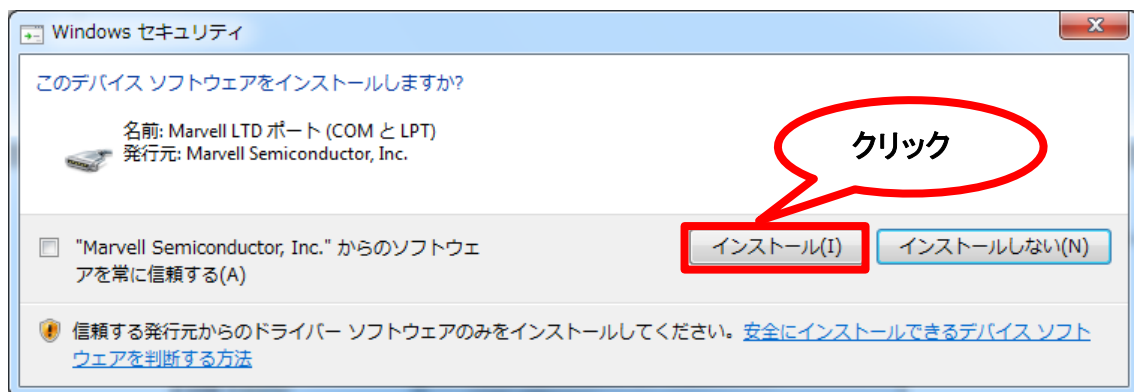 Windows セキュリティ
このデバイス ソフトウェアをインストールしますか?
名前: Marvell LTD ポート (COM と LPT)
発行元: Marvell Semiconductor, Inc.
クリック
"Marvell Semiconductor, Inc." からのソフトウェ
アを常に信頼する(A)
インストール(I)
インストールしない(N)
信頼する発行元からのドライバー ソフトウェアのみをインストールしてください。安全にインストールできるデバイス ソフト
ウェアを判断する方法